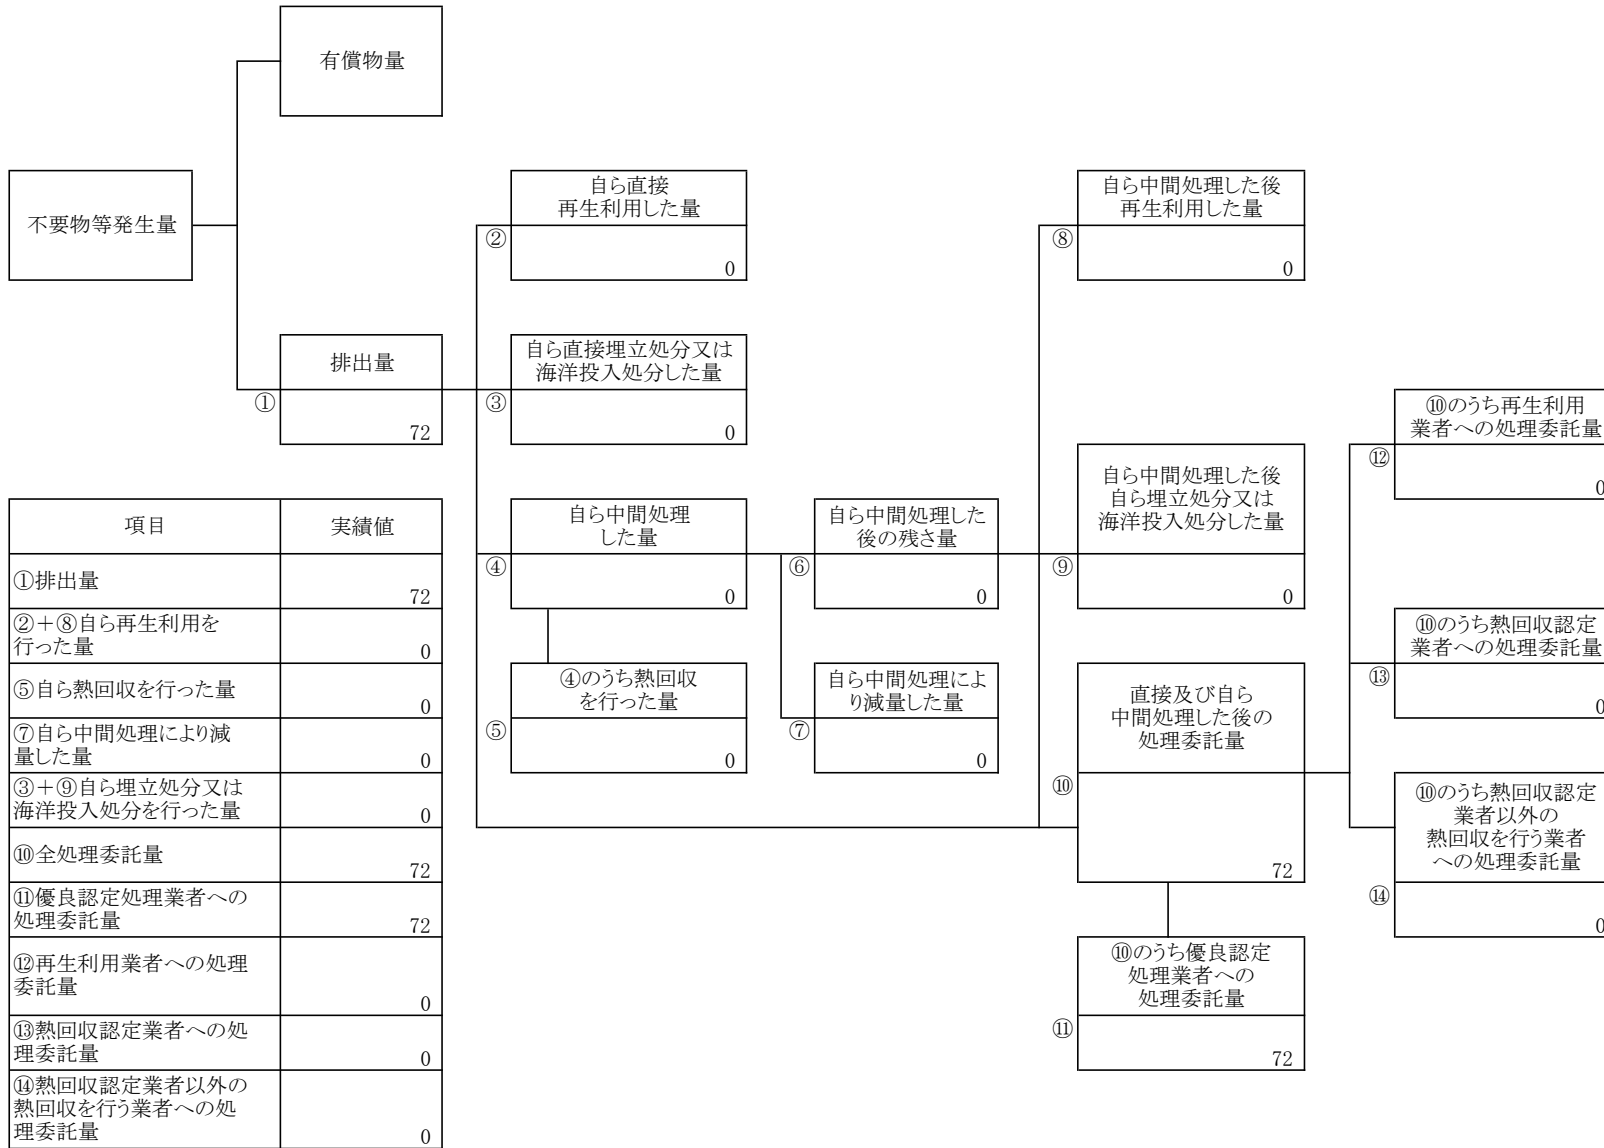 有償物量
不要物等発生量
自ら直接
再生利用した量
②
0
自ら中間処理した後
再生利用した量
⑧
0
排出量
①
72
自ら直接埋立処分又は
海洋投入処分した量
③
0
⑩のうち再生利用
業者への処理委託量
⑫
0
自ら中間処理
した量
④
0
自ら中間処理した
後の残さ量
⑥
0
自ら中間処理した後
自ら埋立処分又は
海洋投入処分した量
⑨
0
⑩のうち熱回収認定
業者への処理委託量
⑬
0
④のうち熱回収
を行った量
⑤
0
自ら中間処理によ
り減量した量
⑦
0
直接及び自ら
中間処理した後の
処理委託量
⑩
72
⑩のうち熱回収認定
業者以外の
熱回収を行う業者
への処理委託量
⑭
0
⑩のうち優良認定
処理業者への
処理委託量
⑪
72
項目 実績値
①排出量
72
②＋⑧自ら再生利用を
行った量
0
⑤自ら熱回収を行った量
0
⑦自ら中間処理により減
量した量
0
③＋⑨自ら埋立処分又は
海洋投入処分を行った量
0
⑩全処理委託量
72
⑪優良認定処理業者への
処理委託量
72
⑫再生利用業者への処理
委託量
0
⑬熱回収認定業者への処
理委託量
0
⑭熱回収認定業者以外の
熱回収を行う業者への処
理委託量
0